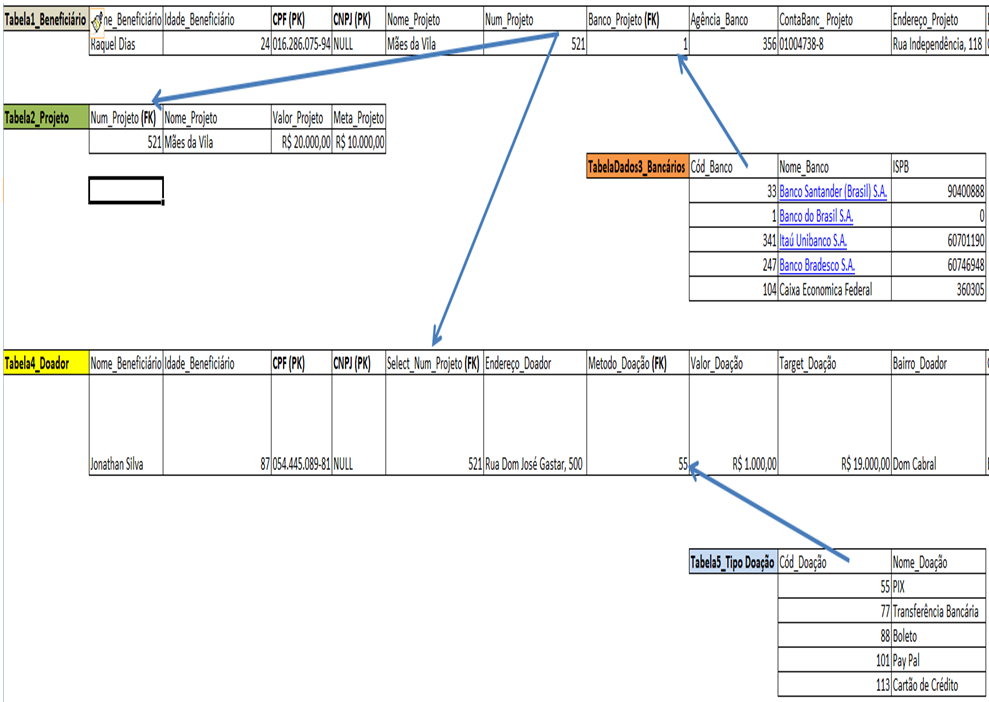 Tabela1_Beneficiário me_Beneficiário Idade_Beneficiário CPF (PK) CNPJ (PK) Nome_Projeto Num_Projeto Banco_Projeto (FK) Agência_Banco ContaBanc_ Projeto Endereço_Projeto
Raquel Dias 24 016.286.075-94 NULL Mães da Vila 521 1 356 01004738-8 Rua Independência, 118
Tabela2_Projeto Num_Projeto (FK) Nome_Projeto Valor_Projeto Meta_Projeto
521 Mães da Vila R$ 20.000,00 R$ 10.000,00
TabelaDados3_Bancários Cód_Banco Nome_Banco ISPB
33 Banco Santander (Brasil) S.A. 90400888
1 Banco do Brasil S.A. 0
341 Itaú Unibanco S.A. 60701190
247 Banco Bradesco S.A. 60746948
104 Caixa Economica Federal 360305
Tabela4_Doador Nome_Beneficiário Idade_Beneficiário CPF (PK) CNPJ (PK) Select_Num_Projeto (FK) Endereço_Doador Metodo_Doação (FK) Valor_Doação Target_Doação Bairro_Doador
Jonathan Silva 87 054.445.089-81 NULL 521 Rua Dom José Gastar, 500 55 R$ 1.000,00 R$ 19.000,00 Dom Cabral
Tabela5_Tipo Doação Cód_Doação Nome_Doação
55 PIX
77 Transferência Bancária
88 Boleto
101 Pay Pal
113 Cartão de Crédito